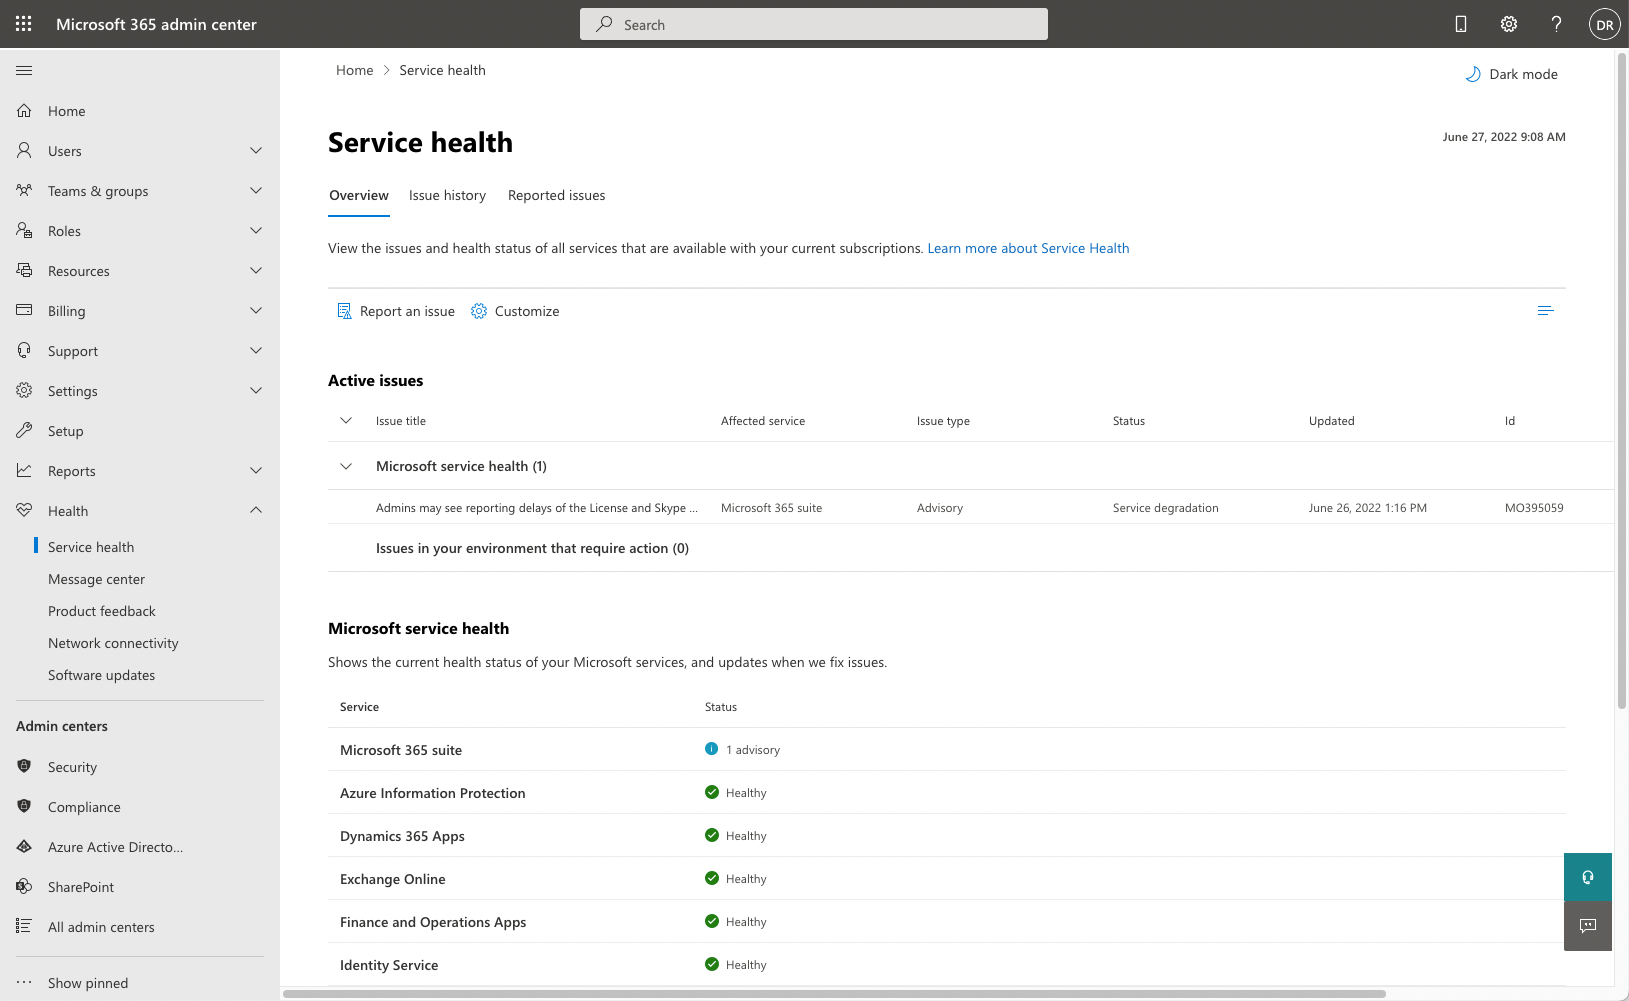 Microsoft 365 admin center
Search
DR
Home
Users
Teams & groups
Roles
Resources
Billing
Support
Settings
Setup
Reports
Health
Service health
Message center
Product feedback
Network connectivity
Software updates
Admin centers
Security
Compliance
Azure Active Directo...
SharePoint
All admin centers
Show pinned
Home > Service health
Dark mode
Service health
June 27, 2022 9:08 AM
Overview Issue history Reported issues
View the issues and health status of all services that are available with your current subscriptions. Learn more about Service Health
Report an issue Customize
Active issues
Issue title Affected service Issue type Status Updated Id
Microsoft service health (1)
Admins may see reporting delays of the License and Skype ... Microsoft 365 suite Advisory Service degradation June 26, 2022 1:16 PM MO395059
Issues in your environment that require action (0)
Microsoft service health
Shows the current health status of your Microsoft services, and updates when we fix issues.
Service Status
Microsoft 365 suite 1 advisory
Azure Information Protection Healthy
Dynamics 365 Apps Healthy
Exchange Online Healthy
Finance and Operations Apps Healthy
Identity Service Healthy